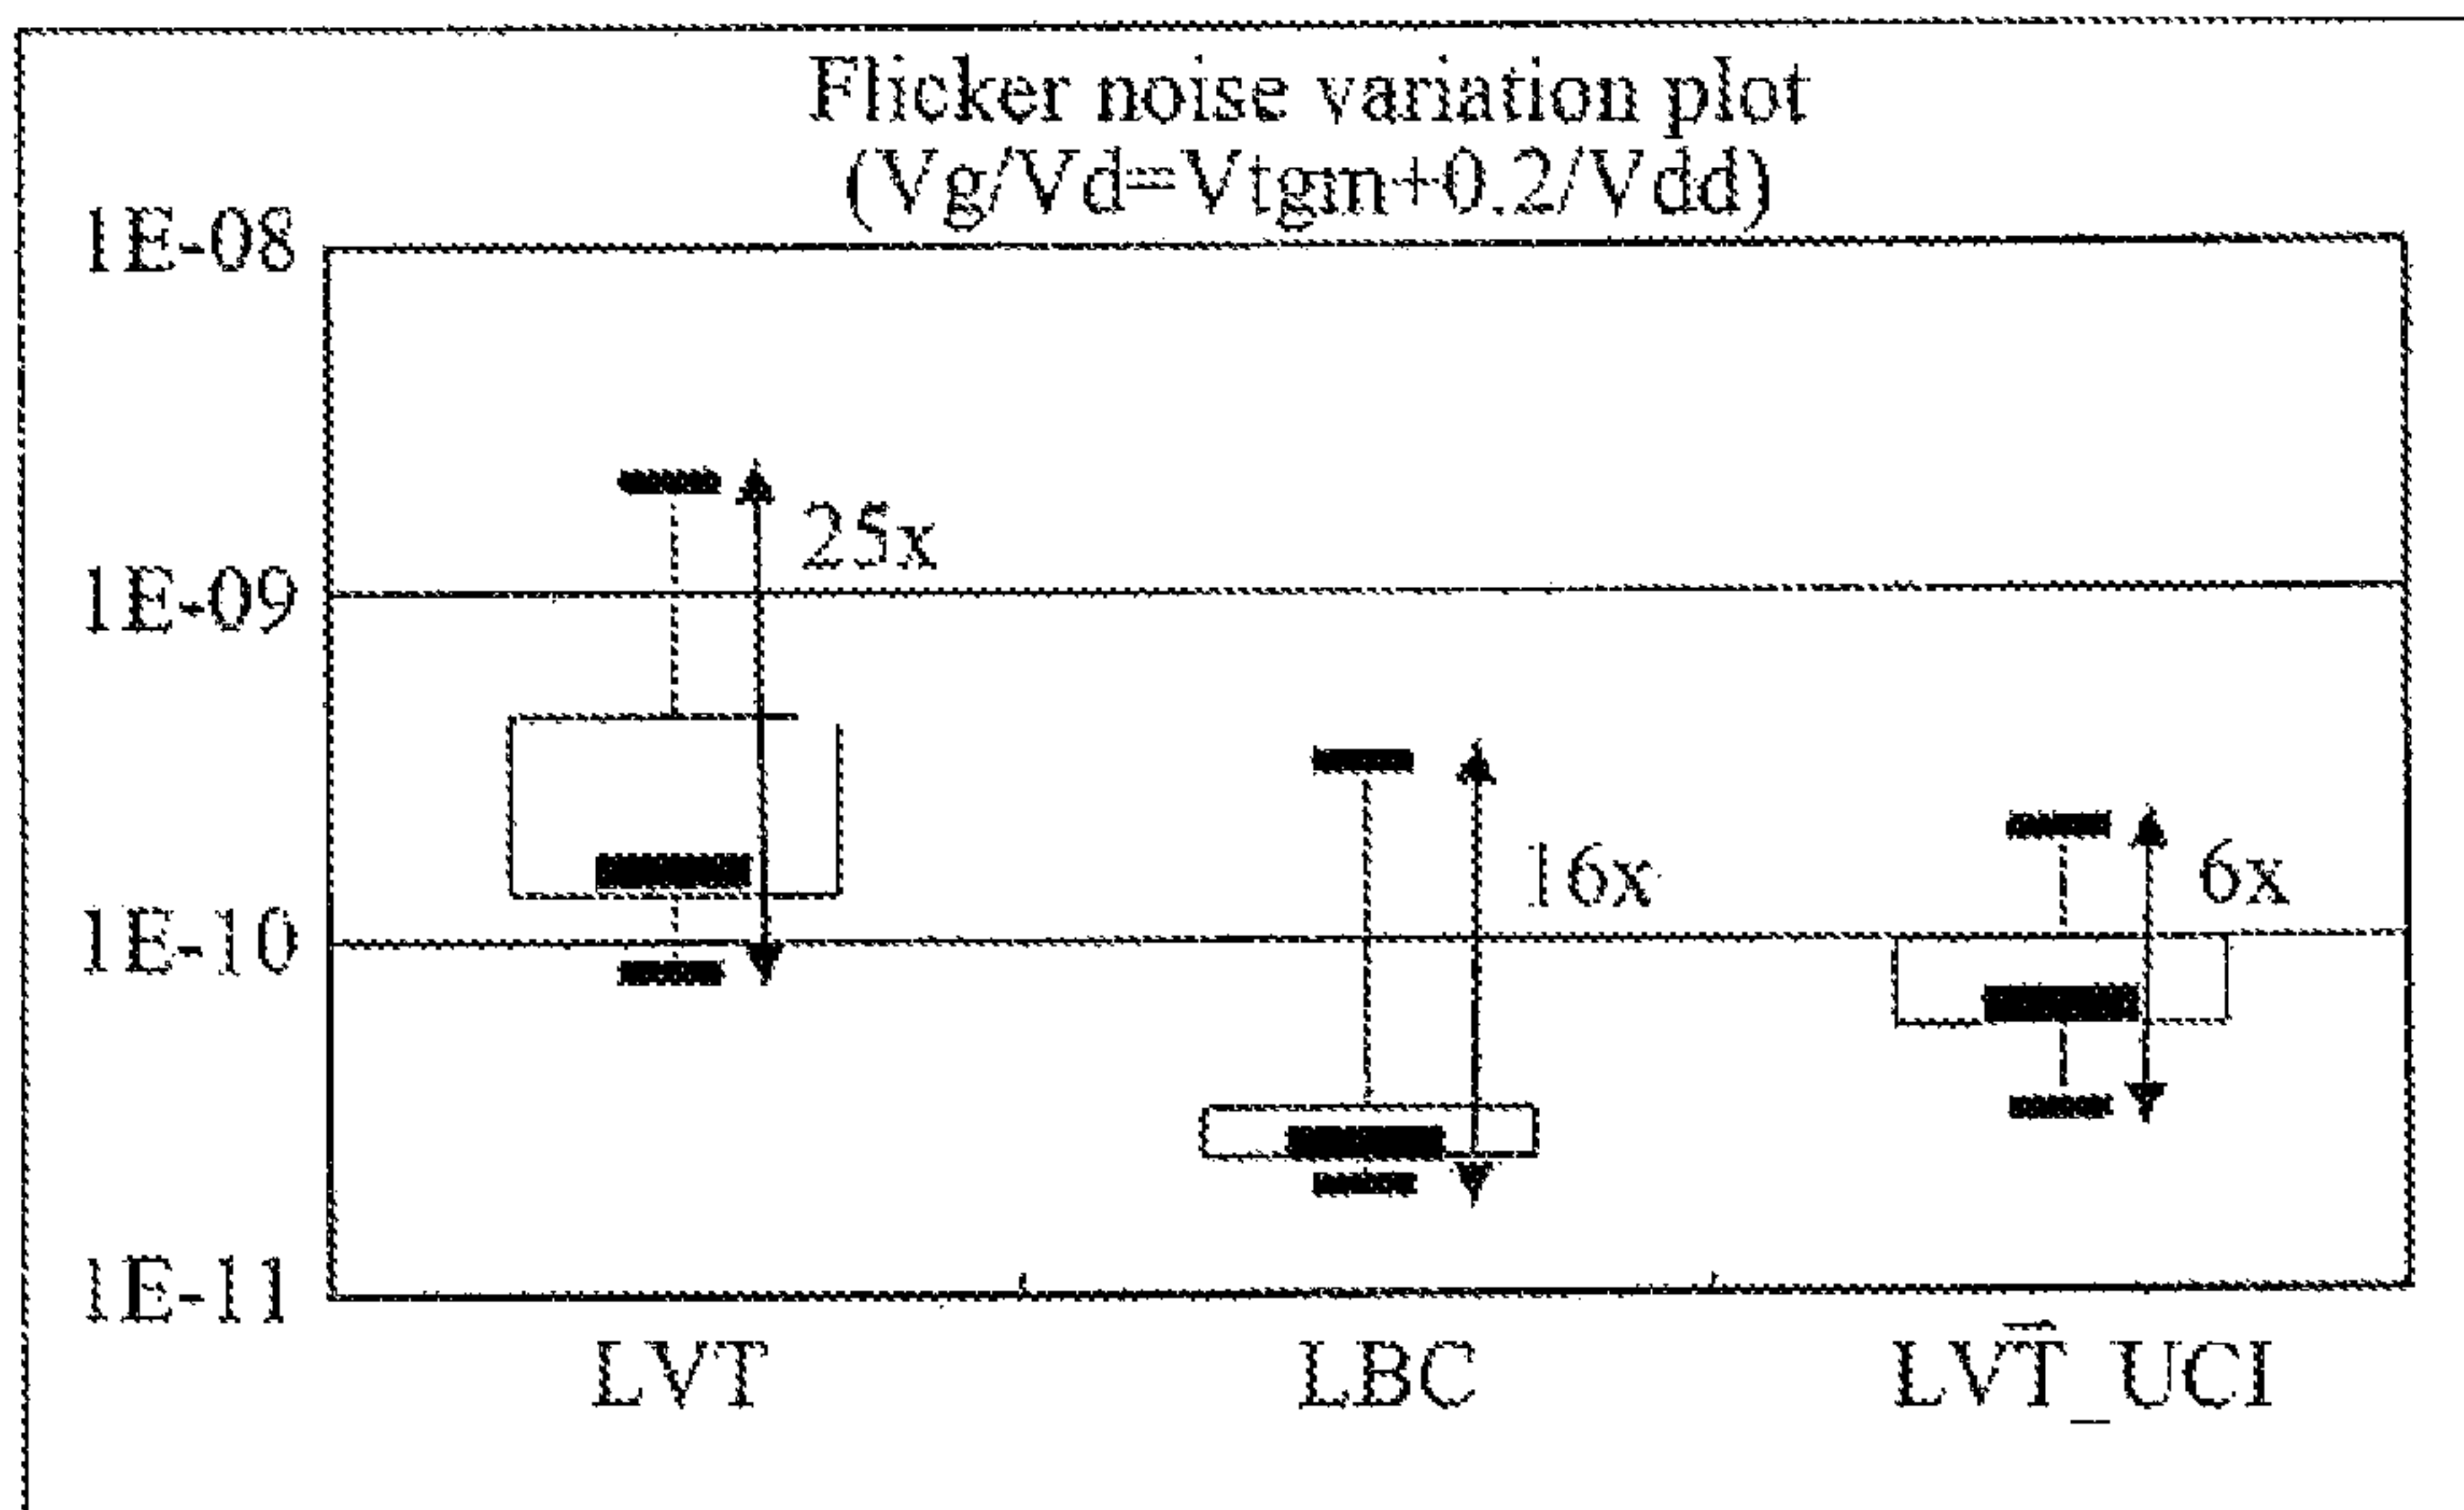 Flicker noise variation plot
(Vg/Vd=Vtgm+0.2/Vdd)
1E-08
25x
1E-09
16x
6x
1E-10
1E-11
LVT
LBC
LVT_UCI